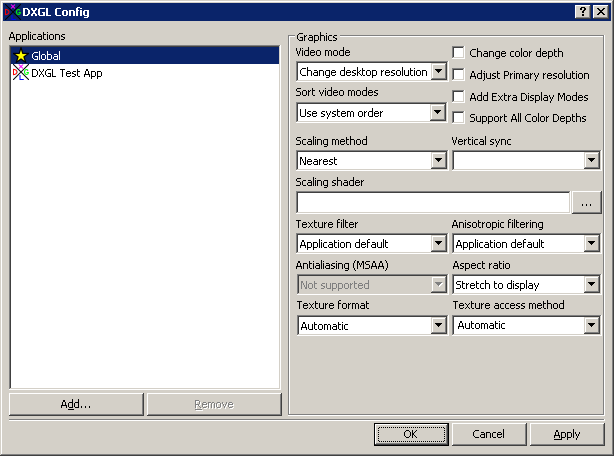 DXGL Config
Applications
Global
DXGL Test App
Add...
Remove
Graphics
Video mode
Change desktop resolution
Change color depth
Adjust Primary resolution
Sort video modes
Add Extra Display Modes
Use system order
Support All Color Depths
Scaling method
Vertical sync
Nearest
Scaling shader
...
Texture filter
Anisotropic filtering
Application default
Application default
Antialiasing (MSAA)
Aspect ratio
Not supported
Stretch to display
Texture format
Texture access method
Automatic
Automatic
OK
Cancel
Apply